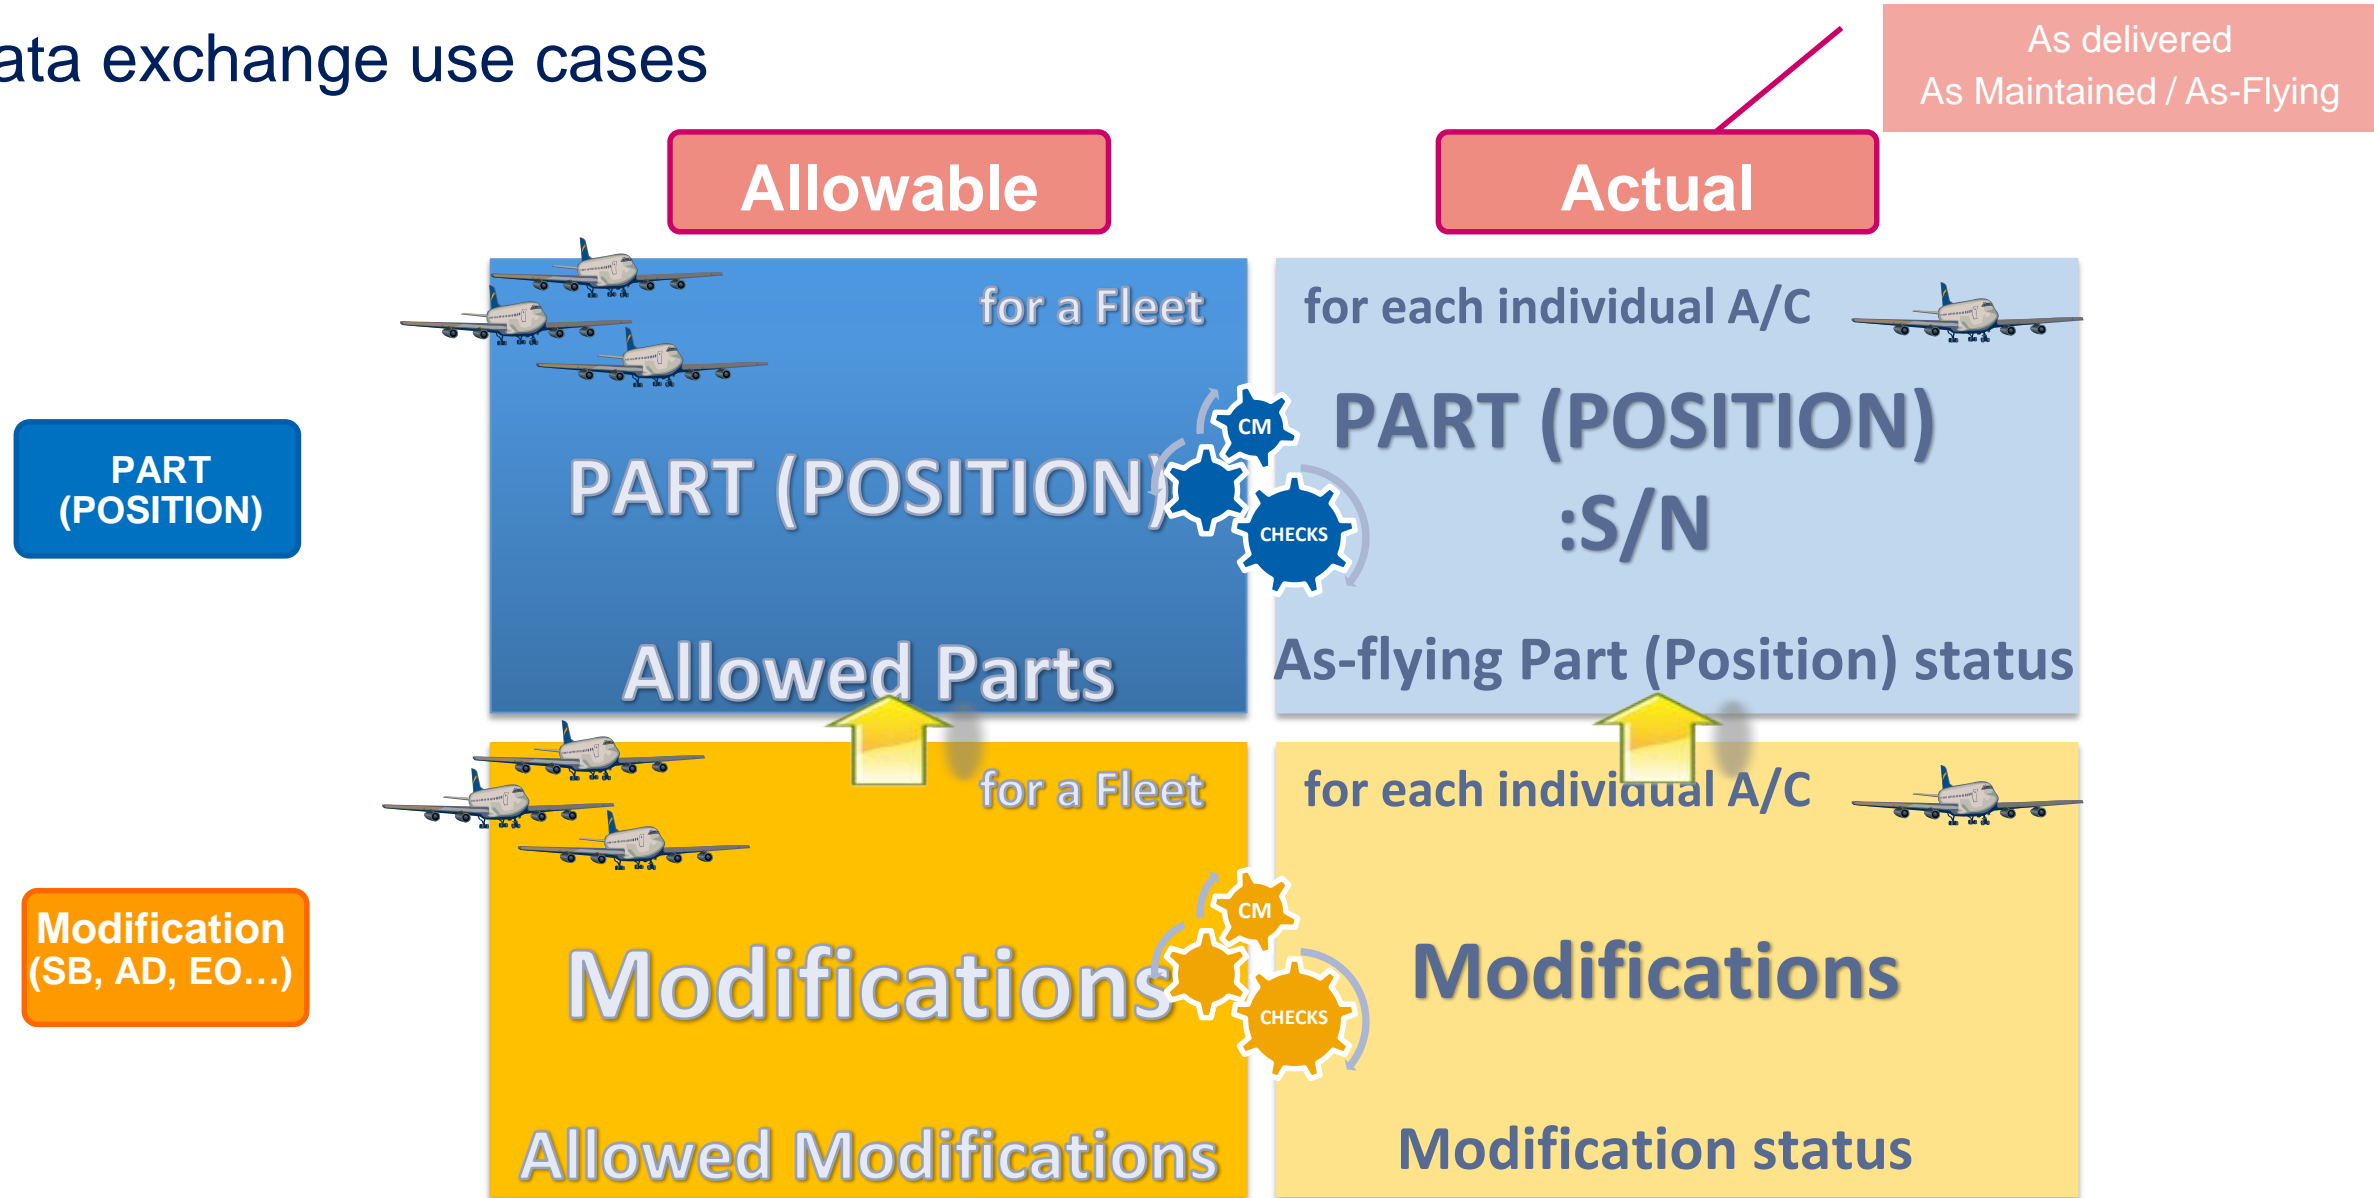 ata exchange use cases
As delivered
As Maintained / As-Flying
Allowable
Actual
for a Fleet
for each individual A/C
PART
(POSITION)
PART (POSITION)
CM
CHECKS
PART (POSITION)
:S/N
Allowed Parts
As-flying Part (Position) status
for a Fleet
for each individual A/C
Modification
(SB, AD, EO...)
Modifications
CM
CHECKS
Modifications
Allowed Modifications
Modification status